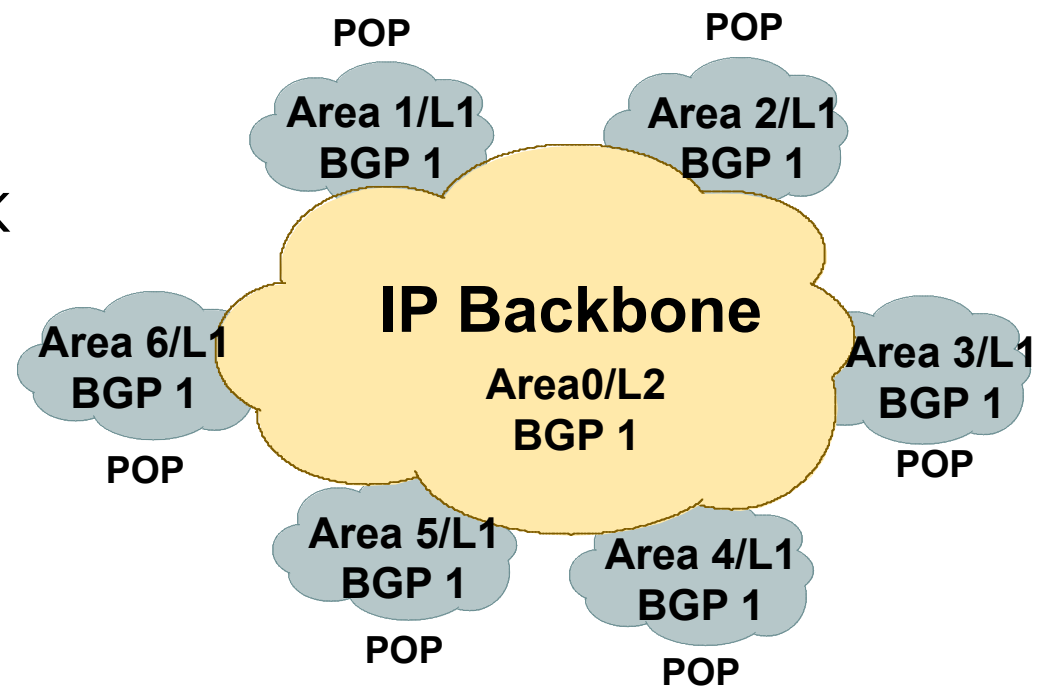 POP
Area 1/L1
BGP 1
POP
Area 2/L1
BGP 1
K
IP Backbone
Area0/L2
BGP 1
Area 6/L1
BGP 1
POP
Area 3/L1
BGP 1
POP
Area 5/L1
BGP 1
POP
Area 4/L1
BGP 1
POP